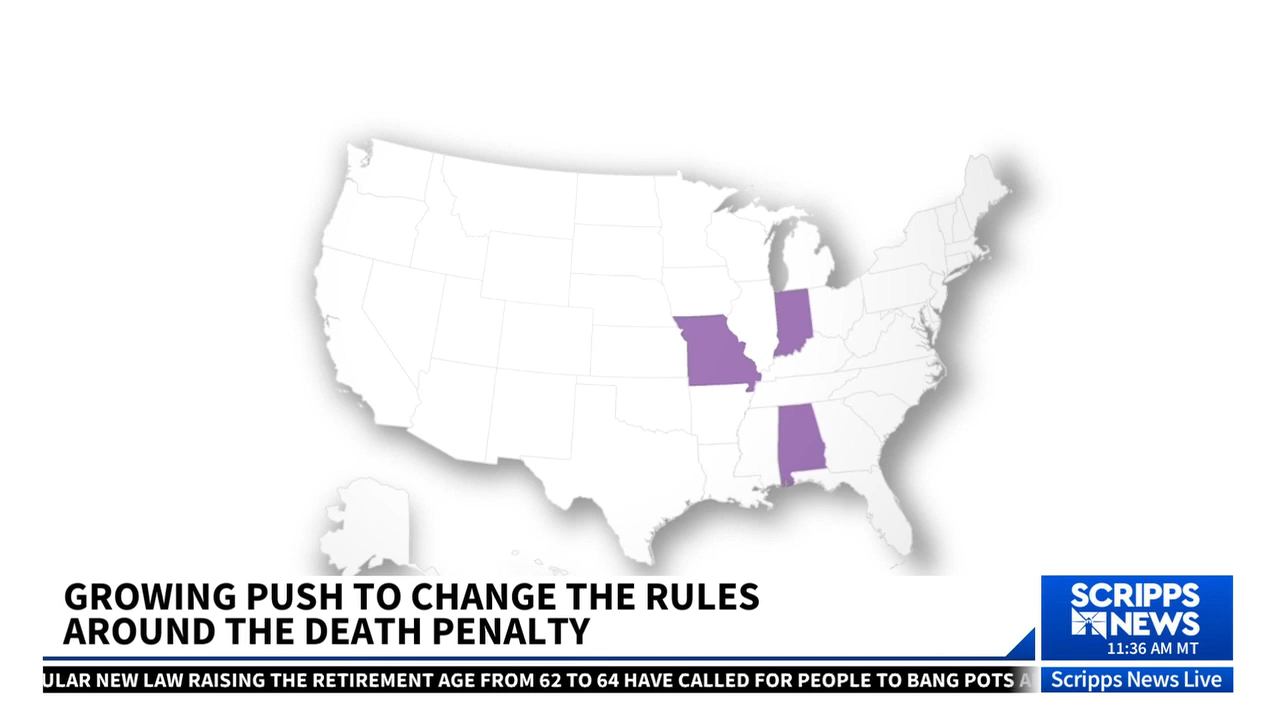 GROWING PUSH TO CHANGE THE RULES
AROUND THE DEATH PENALTY
SCRIPPS
NEWS
11:36 AM MT
NEW LAW RAISING THE RETIREMENT AGE FROM 62 TO 64 HAVE CALLED FOR PEOPLE TO BANG POTS
Scripps News Live